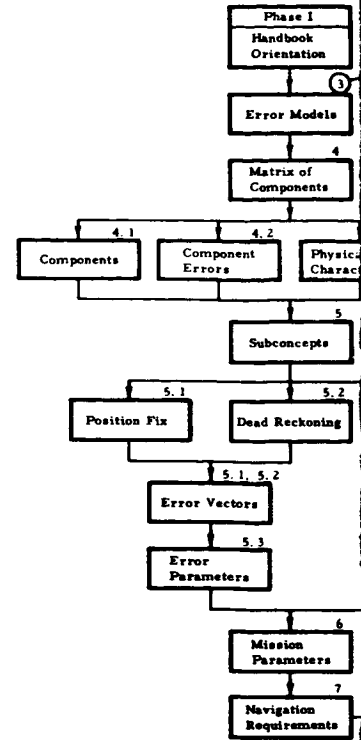 Phase I
Handbook
Orientation
3
Error Models
4
Matrix of
Components
4.1
Components
4.2
Component
Errors
Physica
Charact
5
Subconcepts
5.1
Position Fix
5.2
Dead Reckoning
5.1, 5.2
Error Vectors
5.3
Error
Parameters
6
Mission
Parameters
7
Navigation
Requirements